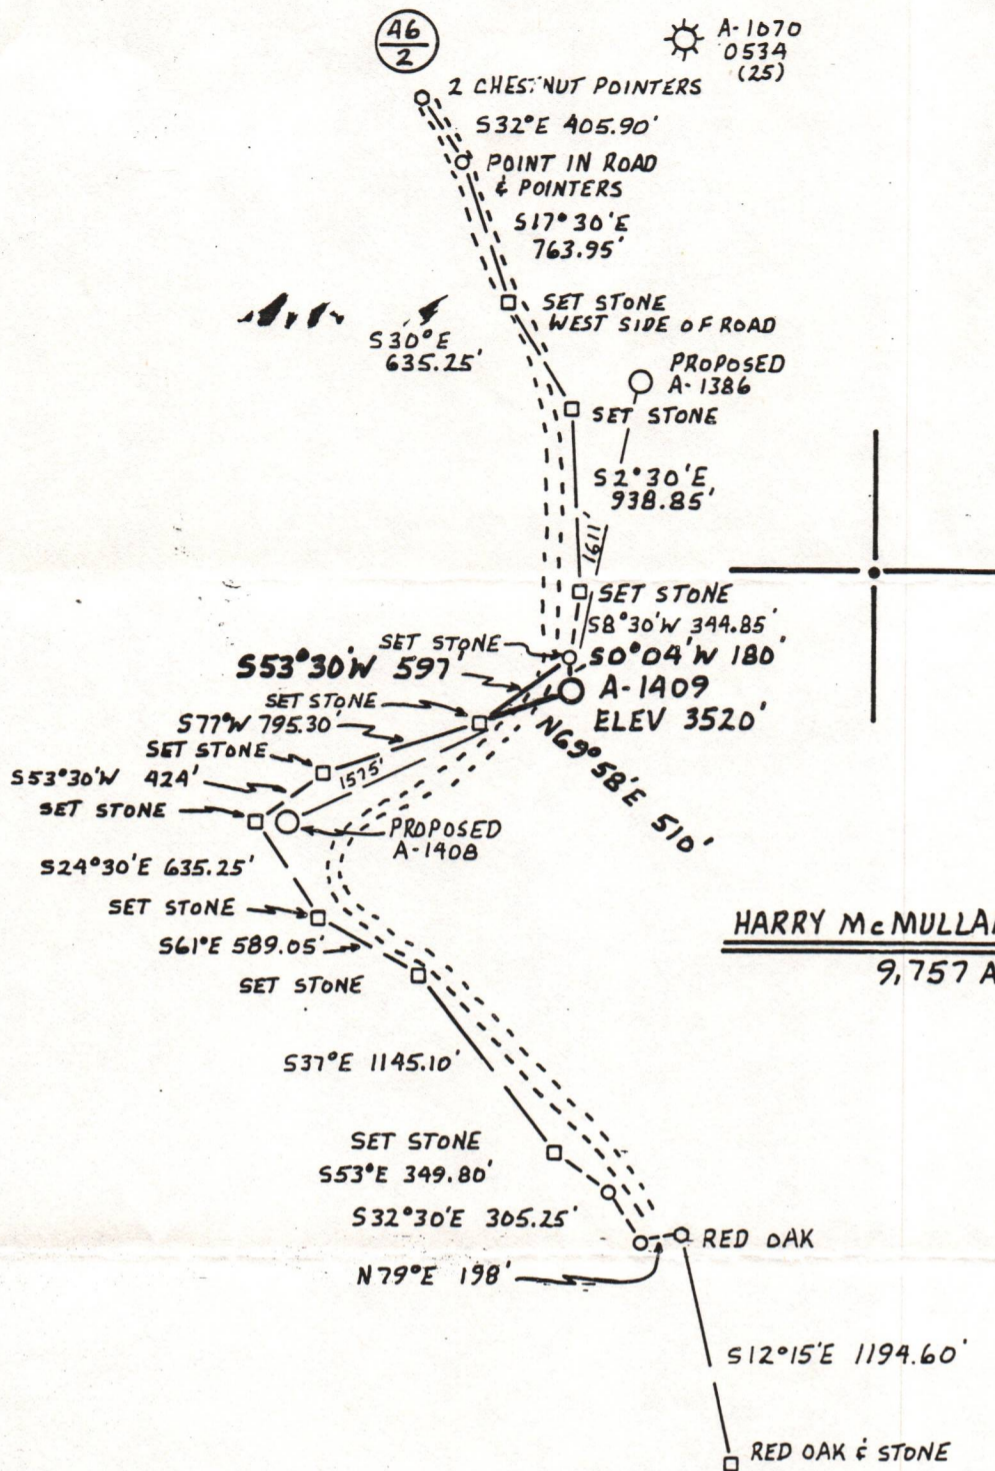 46
2
A-1070
0534
(25)
2 CHESTNUT POINTERS
S32°E 405.90'
POINT IN ROAD
& POINTERS
S17°30'E
763.95'
SET STONE
WEST SIDE OF ROAD
S30°E
635.25'
PROPOSED
A-1386
SET STONE
S2°30'E
938.85'
1611'
SET STONE
S8°30'W 344.85'
SET STONE
S0°04'W 180'
S53°30'W 597'
A-1409
ELEV 3520'
SET STONE
S77°W 795.30'
N69°58'E 510'
SET STONE
S53°30'W 424'
1575'
SET STONE
PROPOSED
A-1408
S24°30'E 635.25'
SET STONE
S61°E 589.05'
SET STONE
HARRY McMULLA
9,757 A
S37°E 1145.10'
SET STONE
S53°E 349.80'
S32°30'E 305.25'
RED OAK
N79°E 198'
S12°15'E 1194.60'
RED OAK & STONE